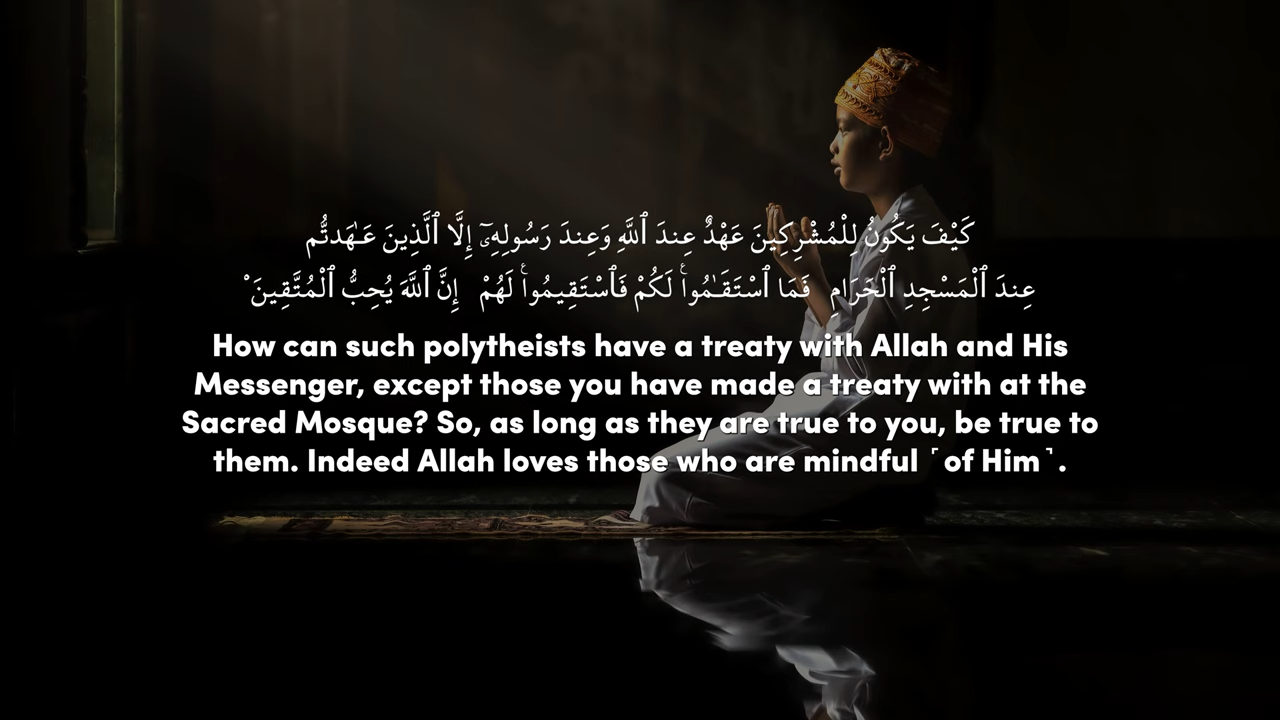 كَيْفَ يَكُونُ لِلْمُشْرِكِينَ عَهْدٌ عِندَ ٱللَّهِ وَعِندَ رَسُولِهِۦٓ إِلَّا ٱلَّذِينَ عَـٰهَدتُّمْ
عِندَ ٱلْمَسْجِدِ ٱلْحَرَامِ فَمَا ٱسْتَقَـٰمُوا۟ لَكُمْ فَٱسْتَقِيمُوا۟ لَهُمْ إِنَّ ٱللَّهَ يُحِبُّ ٱلْمُتَّقِينَ
How can such polytheists have a treaty with Allah and His
Messenger, except those you have made a treaty with at the
Sacred Mosque? So, as long as they are true to you, be true to
them. Indeed Allah loves those who are mindful ˹of Him˺.